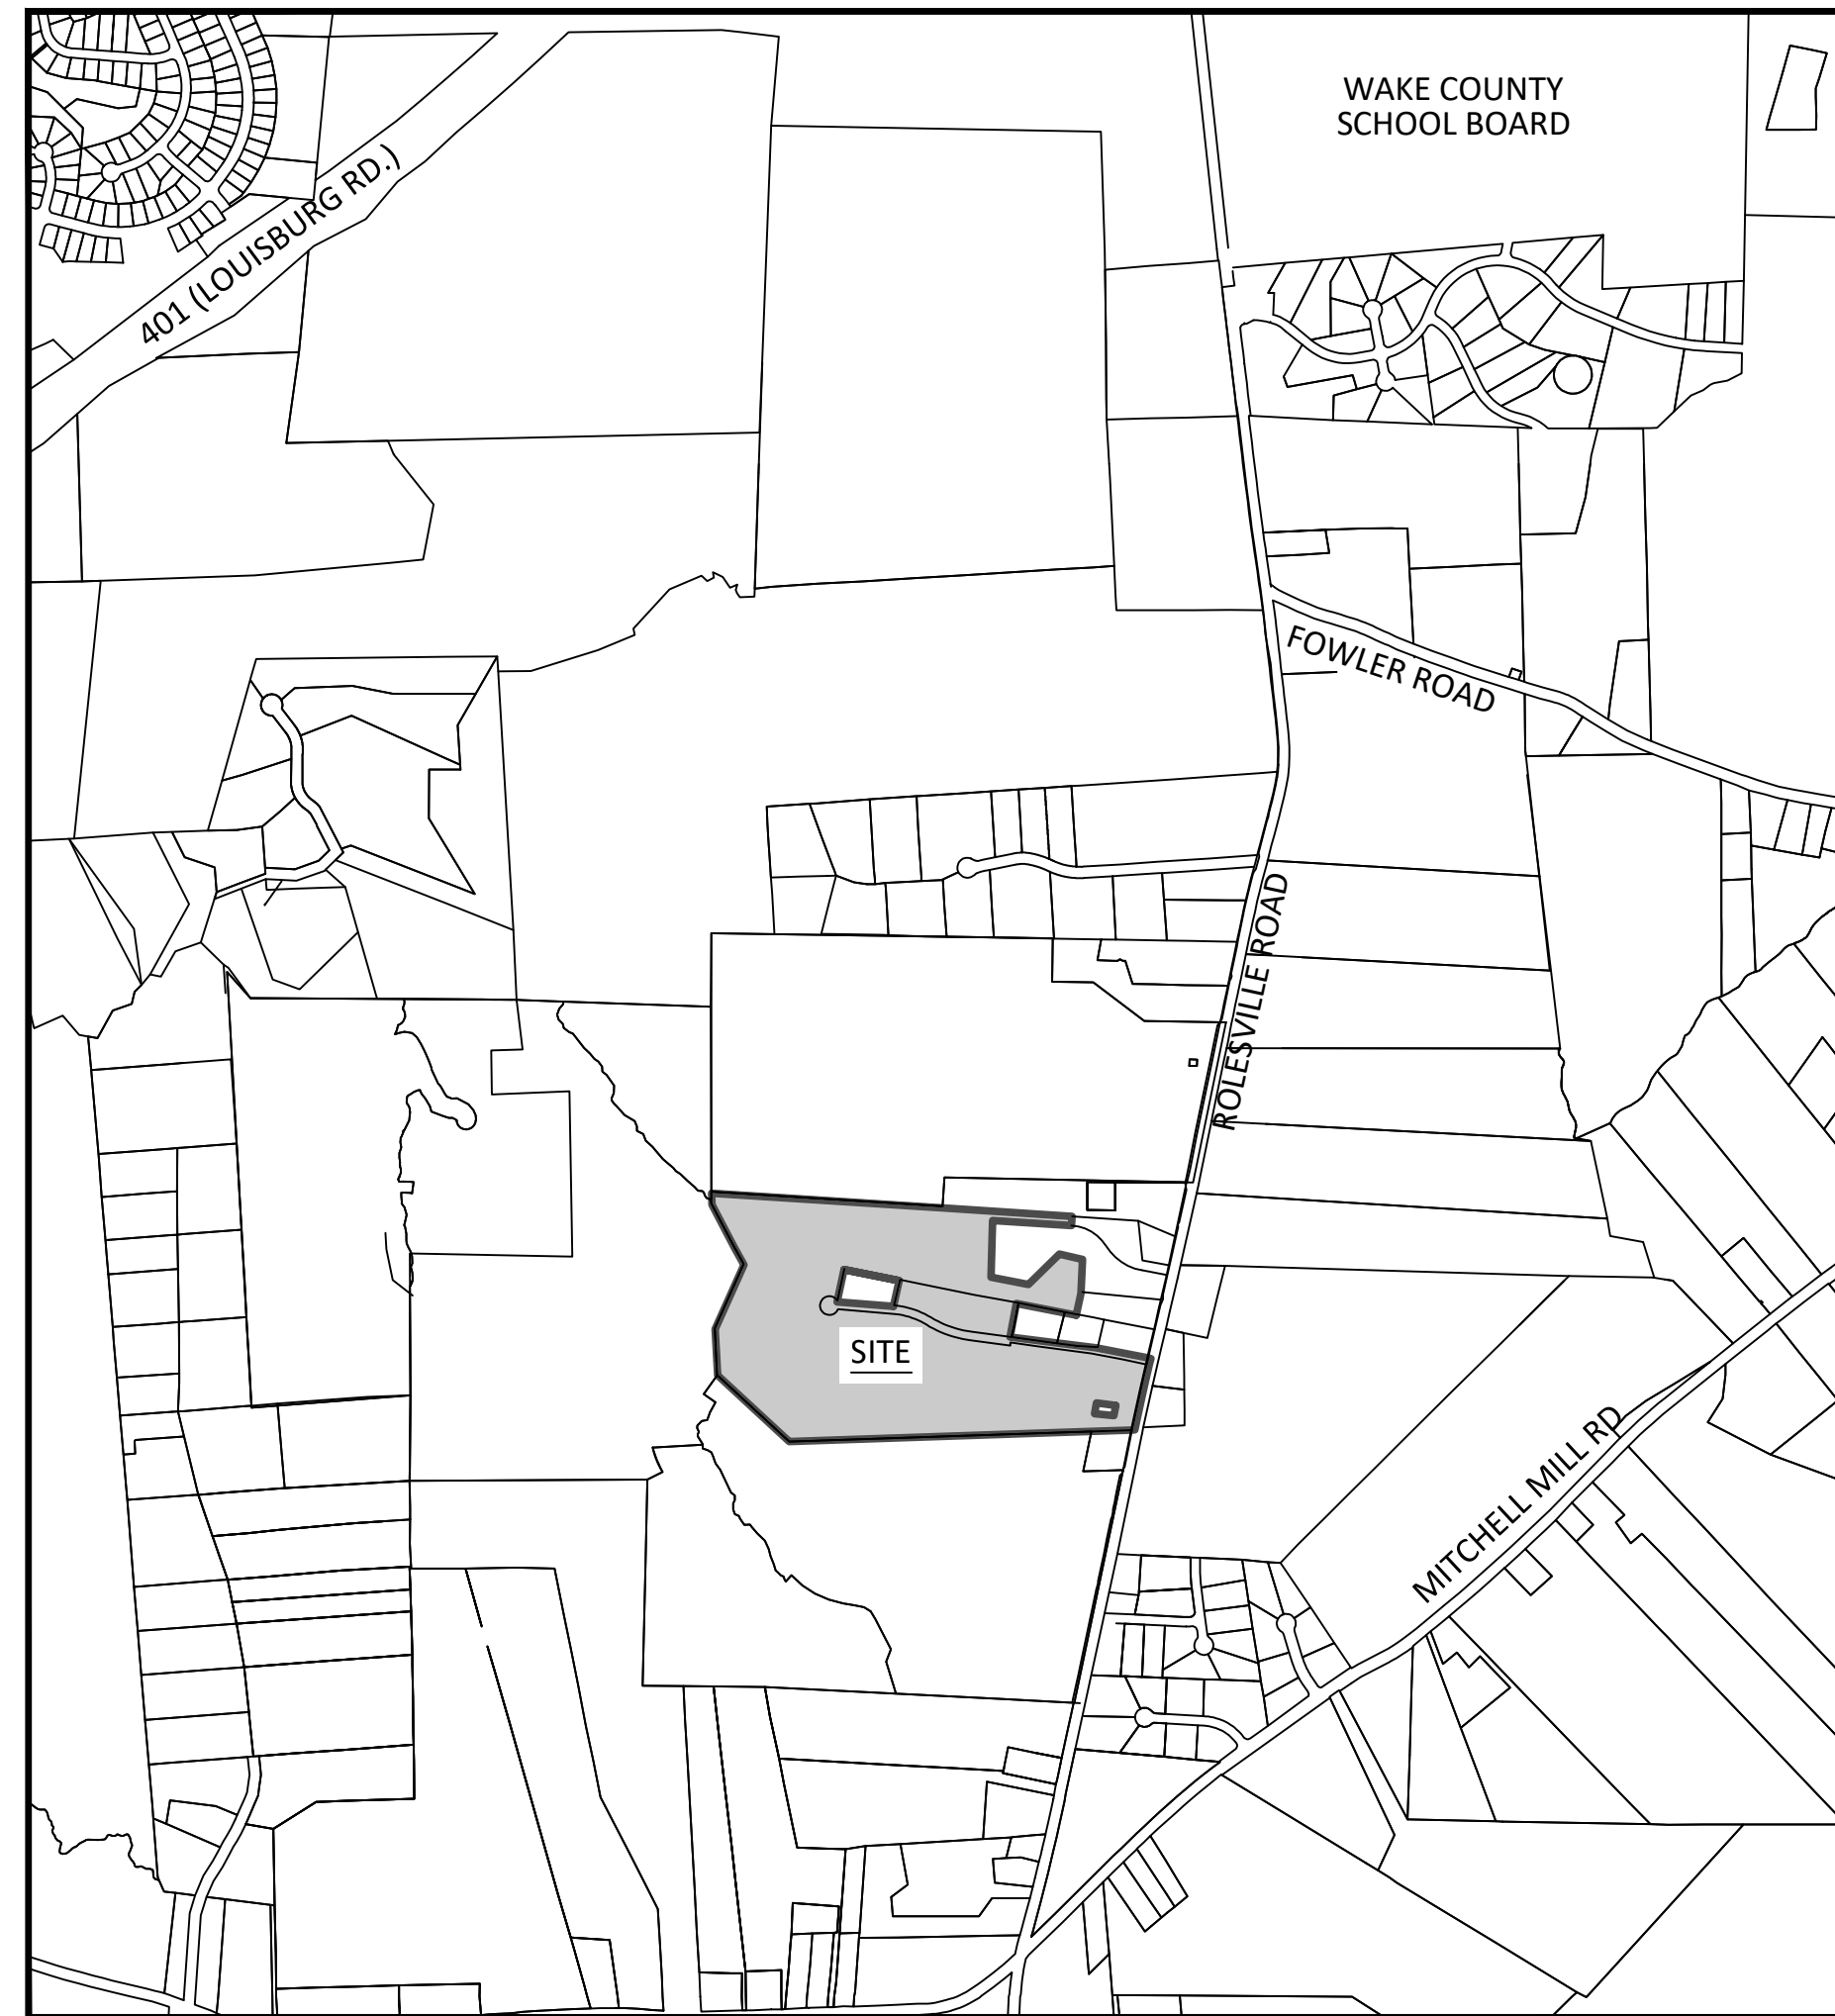 WAKE COUNTY
SCHOOL BOARD
401 (LOUISBURG RD.)
FOWLER ROAD
ROLESVILLE ROAD
SITE
MITCHELL MILL RD